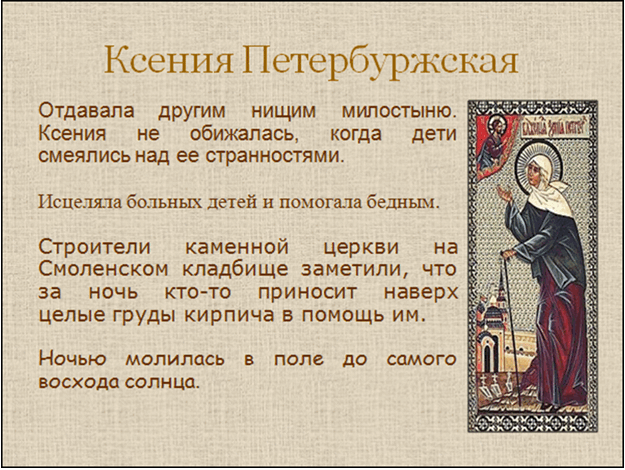 Ксения Петербуржская
Отдавала другим нищим милостыню.
Ксения не обижалась, когда дети
смеялись над ее странностями.
Исцеляла больных детей и помогала бедным.
Строители каменной церкви на
Смоленском кладбище заметили, что
за ночь кто-то приносит наверх
целые груды кирпича в помощь им.
Ночью молилась в поле до самого
восхода солнца.